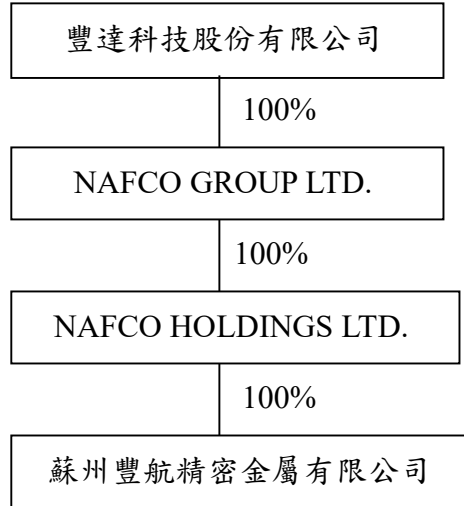 豐達科技股份有限公司
100%
NAFCO GROUP LTD.
100%
NAFCO HOLDINGS LTD.
100%
蘇州豐航精密金屬有限公司